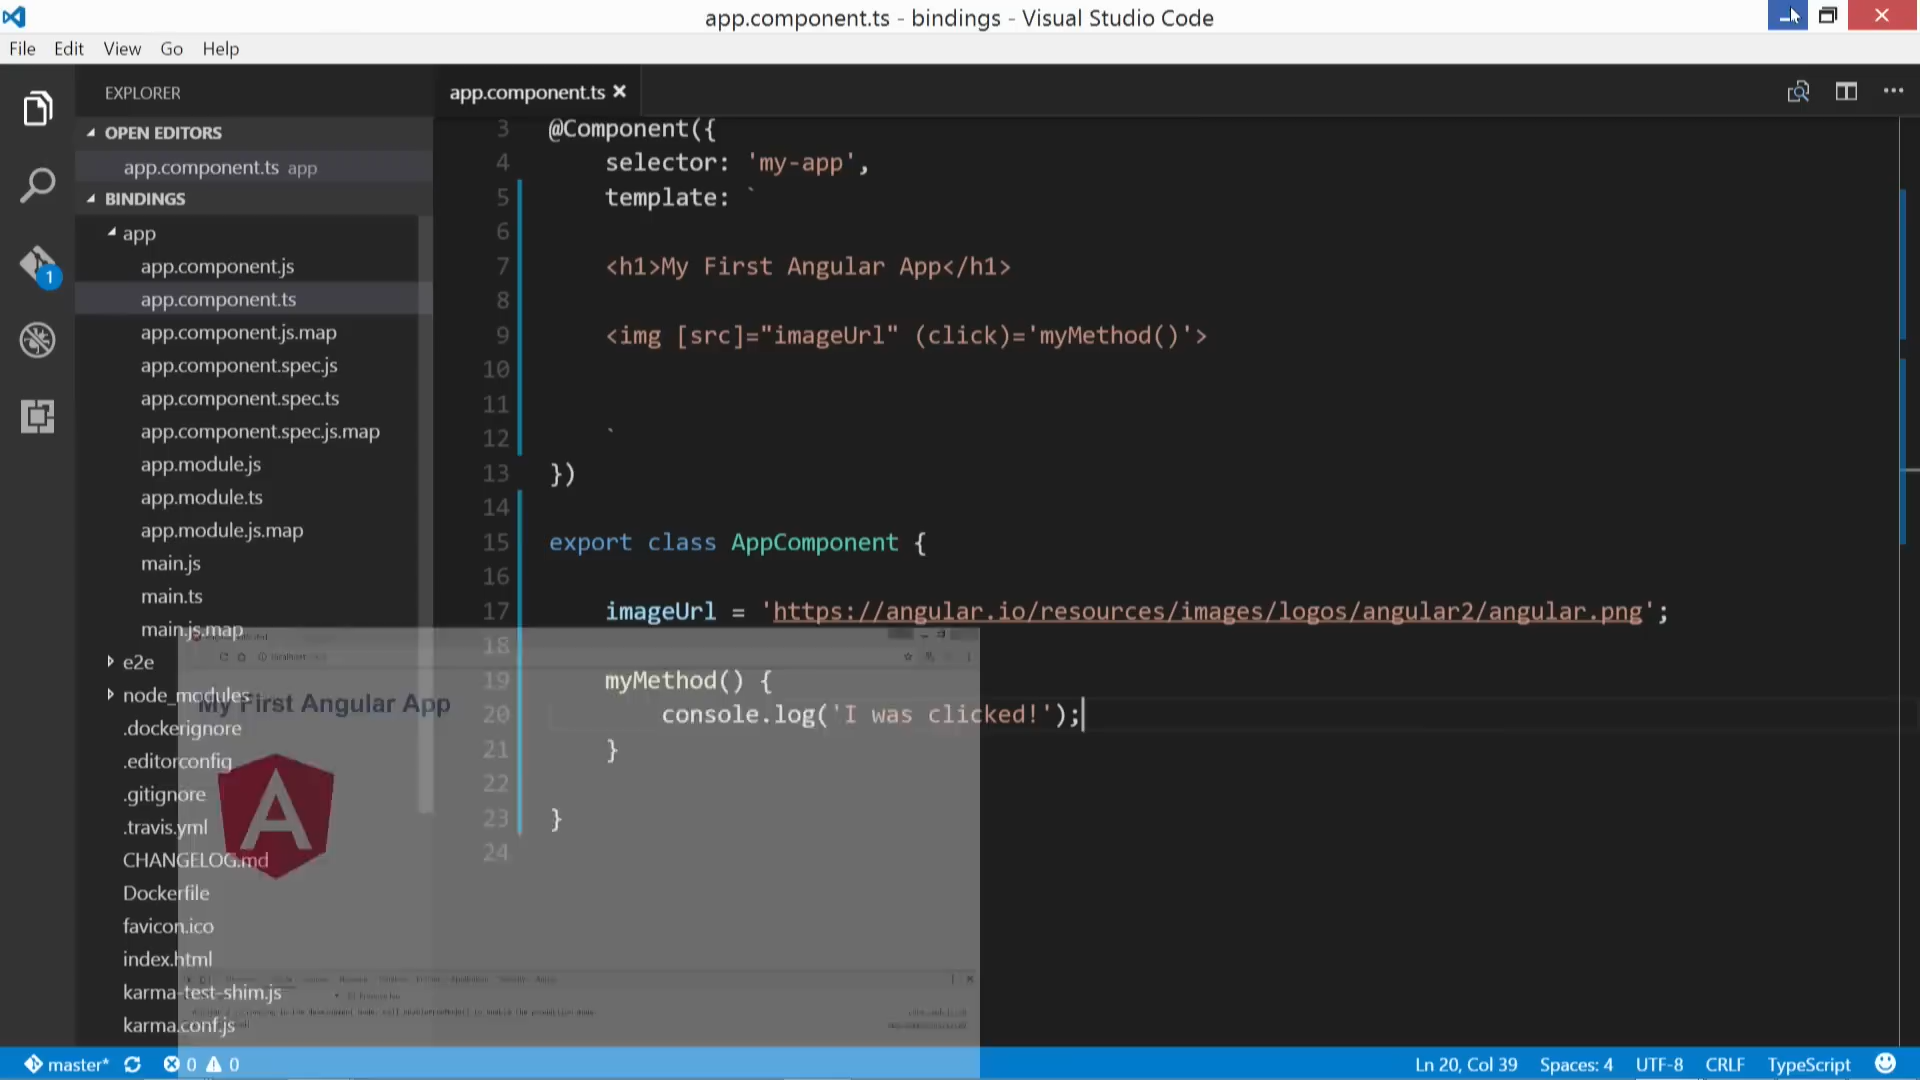 app.component.ts - bindings - Visual Studio Code
File Edit View Go Help
EXPLORER
OPEN EDITORS
app.component.ts app
BINDINGS
app
app.component.js
app.component.ts
app.component.js.map
app.component.spec.js
app.component.spec.ts
app.component.spec.js.map
app.module.js
app.module.ts
app.module.js.map
main.js
main.ts
main.js.map
e2e
node_modules
.dockerignore
.editorconfig
.gitignore
.travis.yml
CHANGELOG.md
Dockerfile
favicon.ico
index.html
karma-test-shim.js
karma.conf.js
1
app.component.ts
3 @Component({
4 selector: 'my-app',
5 template: `
6
7 <h1>My First Angular App</h1>
8
9 <img [src]="imageUrl" (click)='myMethod()'>
10
11
12 `
13 })
14
15 export class AppComponent {
16
17 imageUrl = 'https://angular.io/resources/images/logos/angular2/angular.png';
18
19 myMethod() {
20 console.log('I was clicked!');
21 }
22
23 }
24
localhost
My First Angular App
master* 0 0
Ln 20, Col 39 Spaces: 4 UTF-8 CRLF TypeScript